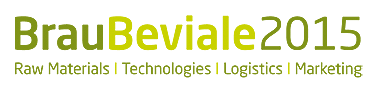 BrauBeviale2015
Raw Materials | Technologies | Logistics | Marketing